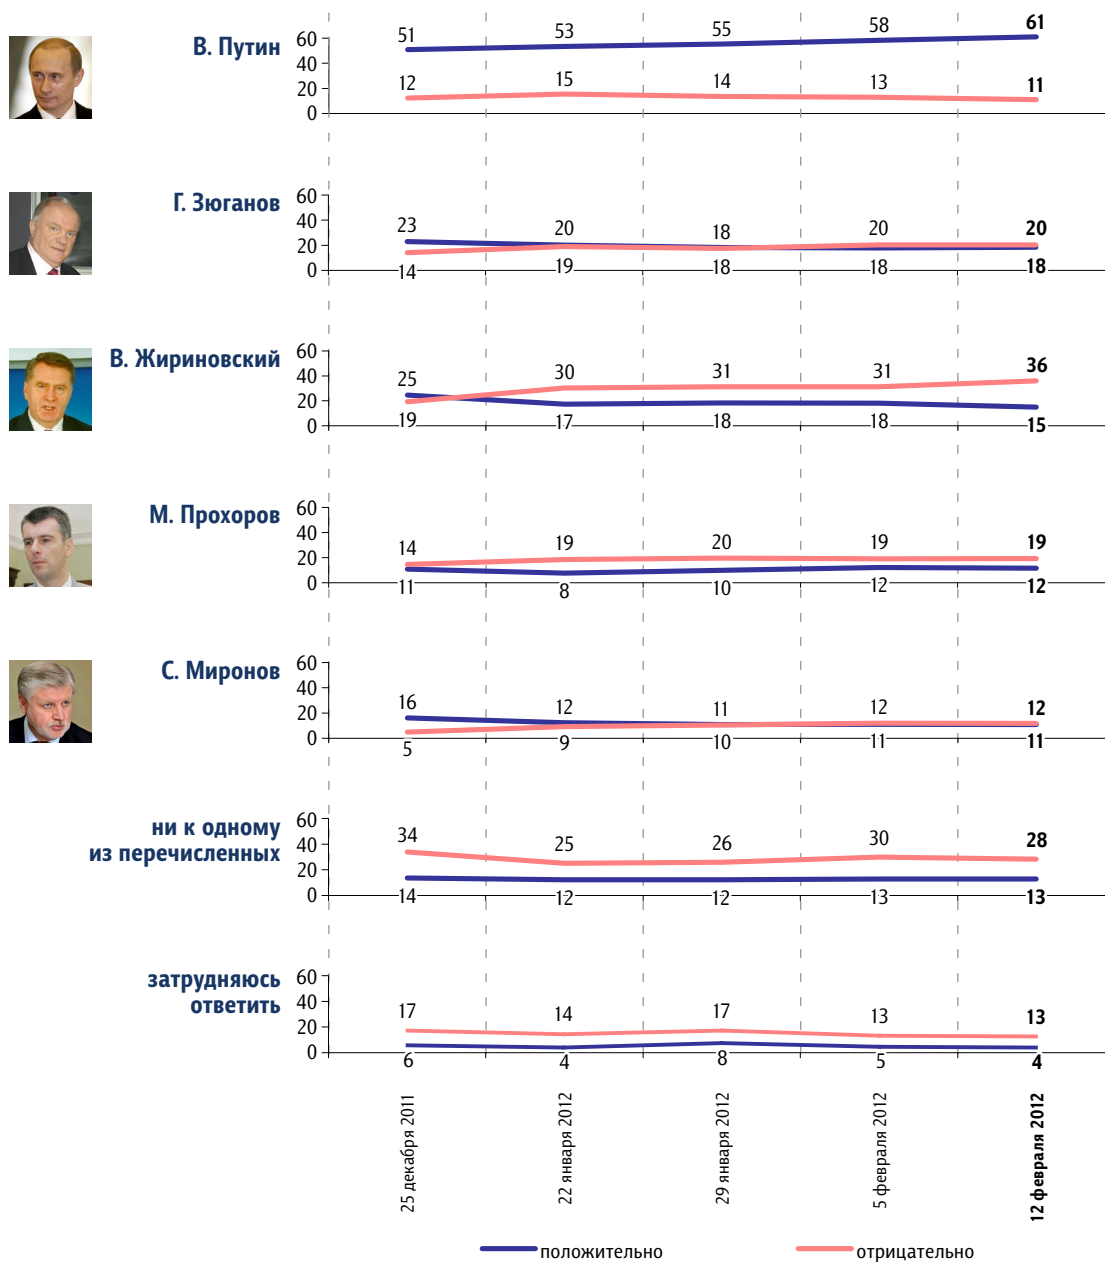 В. Путин
60
40
20
0
51 53 55 58 61
12 15 14 13 11
Г. Зюганов
60
40
20
0
23 20 18 20 20
14 19 18 18 18
В. Жириновский
60
40
20
0
25 30 31 31 36
19 17 18 18 15
М. Прохоров
60
40
20
0
14 19 20 19 19
11 8 10 12 12
С. Миронов
60
40
20
0
16 12 11 12 12
5 9 10 11 11
ни к одному
из перечисленных
60
40
20
0
34 25 26 30 28
14 12 12 13 13
затрудняюсь
ответить
60
40
20
0
17 14 17 13 13
6 4 8 5 4
25 декабря 2011
22 января 2012
29 января 2012
5 февраля 2012
12 февраля 2012
положительно
отрицательно